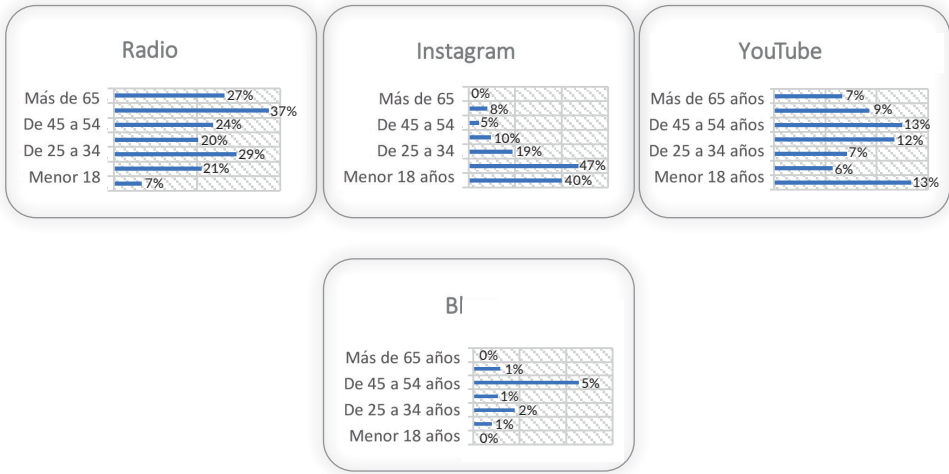 Radio
Más de 65
27%
37%
De 45 a 54
24%
20%
De 25 a 34
29%
21%
Menor 18
7%
Instagram
Más de 65
0%
8%
De 45 a 54
5%
10%
De 25 a 34
19%
47%
Menor 18 años
40%
YouTube
Más de 65 años
7%
9%
De 45 a 54 años
13%
12%
De 25 a 34 años
7%
6%
Menor 18 años
13%
Más de 65 años
0%
1%
De 45 a 54 años
5%
1%
De 25 a 34 años
2%
1%
Menor 18 años
0%